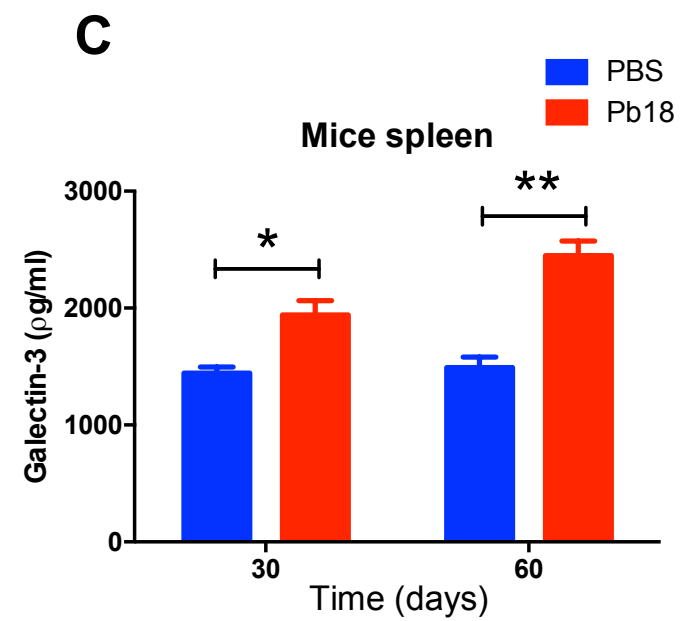 C
PBS
Pb18
Mice spleen
Galectin-3 (ρg/ml)
3000
2000
1000
0
*
**
30
60
Time (days)